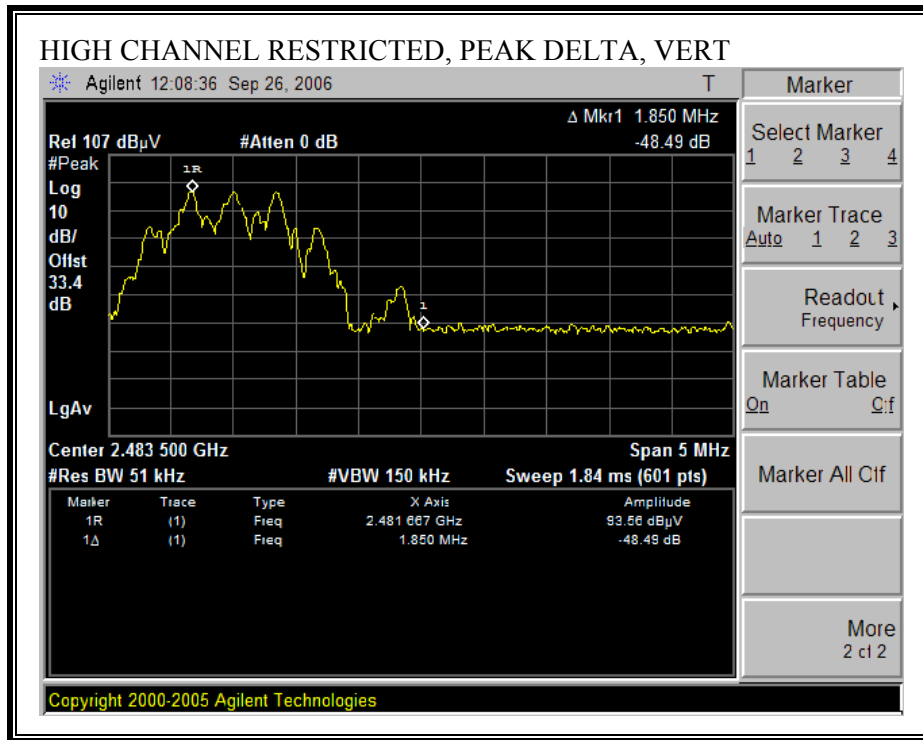 HIGH CHANNEL RESTRICTED, PEAK DELTA, VERT
Agilent 12:08:36 Sep 26, 2006 T
Δ Mkr1 1.850 MHz
Ref 107 dBμV #Atten 0 dB -48.49 dB
#Peak
Log
10
dB/
Offst
33.4
dB
LgAv
1R
1
Center 2.483 500 GHz Span 5 MHz
#Res BW 51 kHz #VBW 150 kHz Sweep 1.84 ms (601 pts)
Marker Trace Type X Axis Amplitude
1R (1) Freq 2.481 667 GHz 93.56 dBμV
1Δ (1) Freq 1.850 MHz -48.49 dB
Copyright 2000-2005 Agilent Technologies
Marker
Select Marker
1 2 3 4
Marker Trace
Auto 1 2 3
Readout
Frequency
Marker Table
On Off
Marker All Off
More
2 of 2